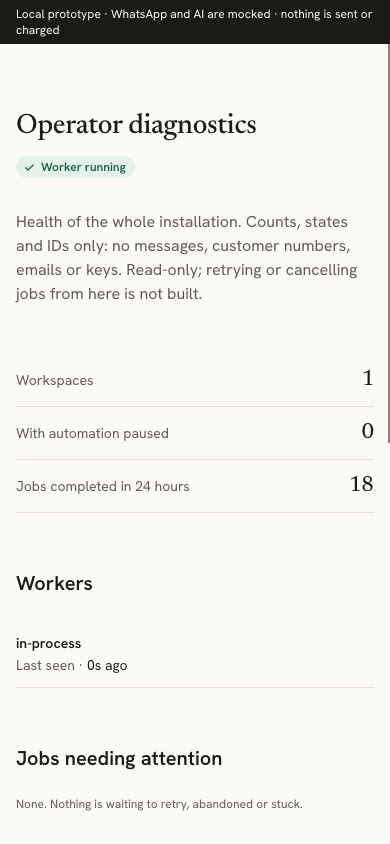 Local prototype · WhatsApp and AI are mocked · nothing is sent or
charged
Operator diagnostics
Worker running
Health of the whole installation. Counts, states
and IDs only: no messages, customer numbers,
emails or keys. Read-only; retrying or cancelling
jobs from here is not built.
Workspaces 1
With automation paused 0
Jobs completed in 24 hours 18
Workers
in-process
Last seen · 0s ago
Jobs needing attention
None. Nothing is waiting to retry, abandoned or stuck.